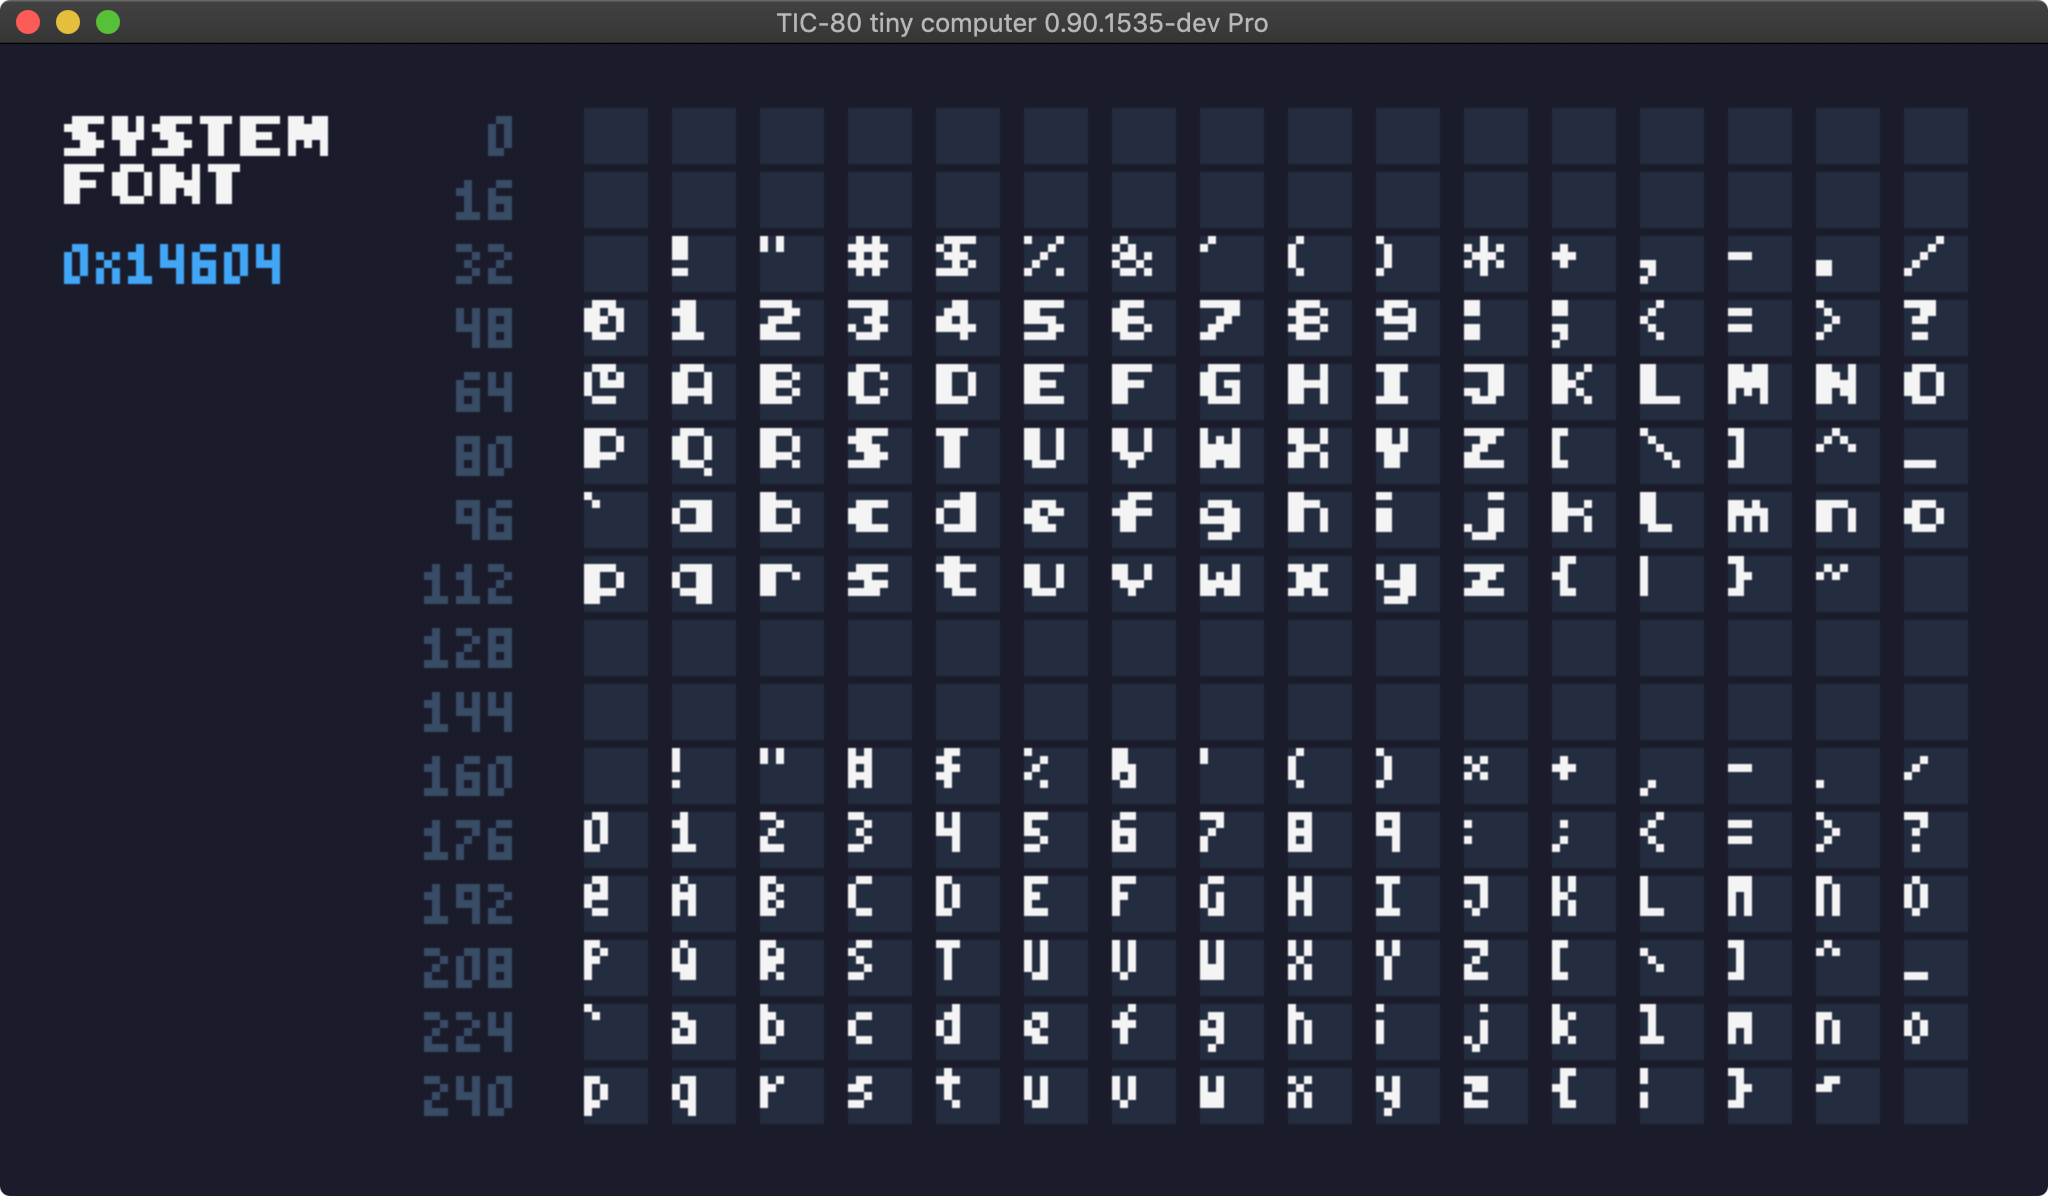 TIC-80 tiny computer 0.90.1535-dev Pro
SYSTEM
FONT
0x14604
0
16
32 ! " # $ % & ' ( ) * + , - . /
48 0 1 2 3 4 5 6 7 8 9 : ; < = > ?
64 @ A B C D E F G H I J K L M N O
80 P Q R S T U V W X Y Z [ \ ] ^ _
96 ` a b c d e f g h i j k l m n o
112 p q r s t u v w x y z { | } ~
128
144
160 ! " # $ % & ' ( ) * + , - . /
176 0 1 2 3 4 5 6 7 8 9 : ; < = > ?
192 @ A B C D E F G H I J K L M N O
208 P Q R S T U V W X Y Z [ \ ] ^ _
224 ` a b c d e f g h i j k l m n o
240 p q r s t u v w x y z { | } ~